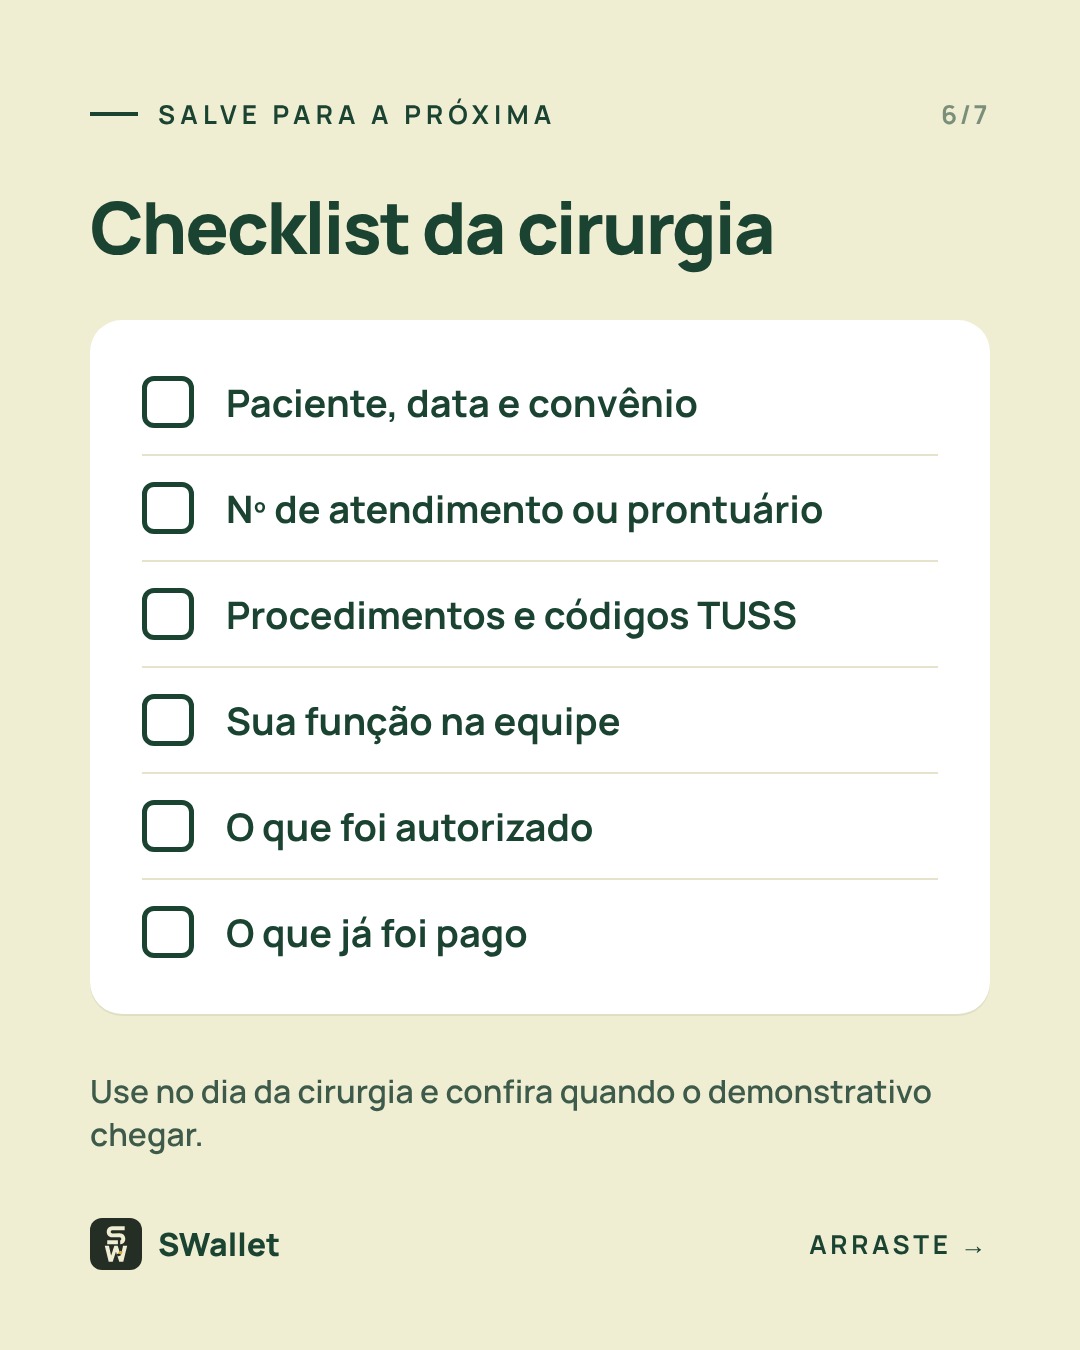 SALVE PARA A PRÓXIMA
6/7
Checklist da cirurgia
Paciente, data e convênio
Nº de atendimento ou prontuário
Procedimentos e códigos TUSS
Sua função na equipe
O que foi autorizado
O que já foi pago
Use no dia da cirurgia e confira quando o demonstrativo
chegar.
SW
SWallet
ARRASTE →